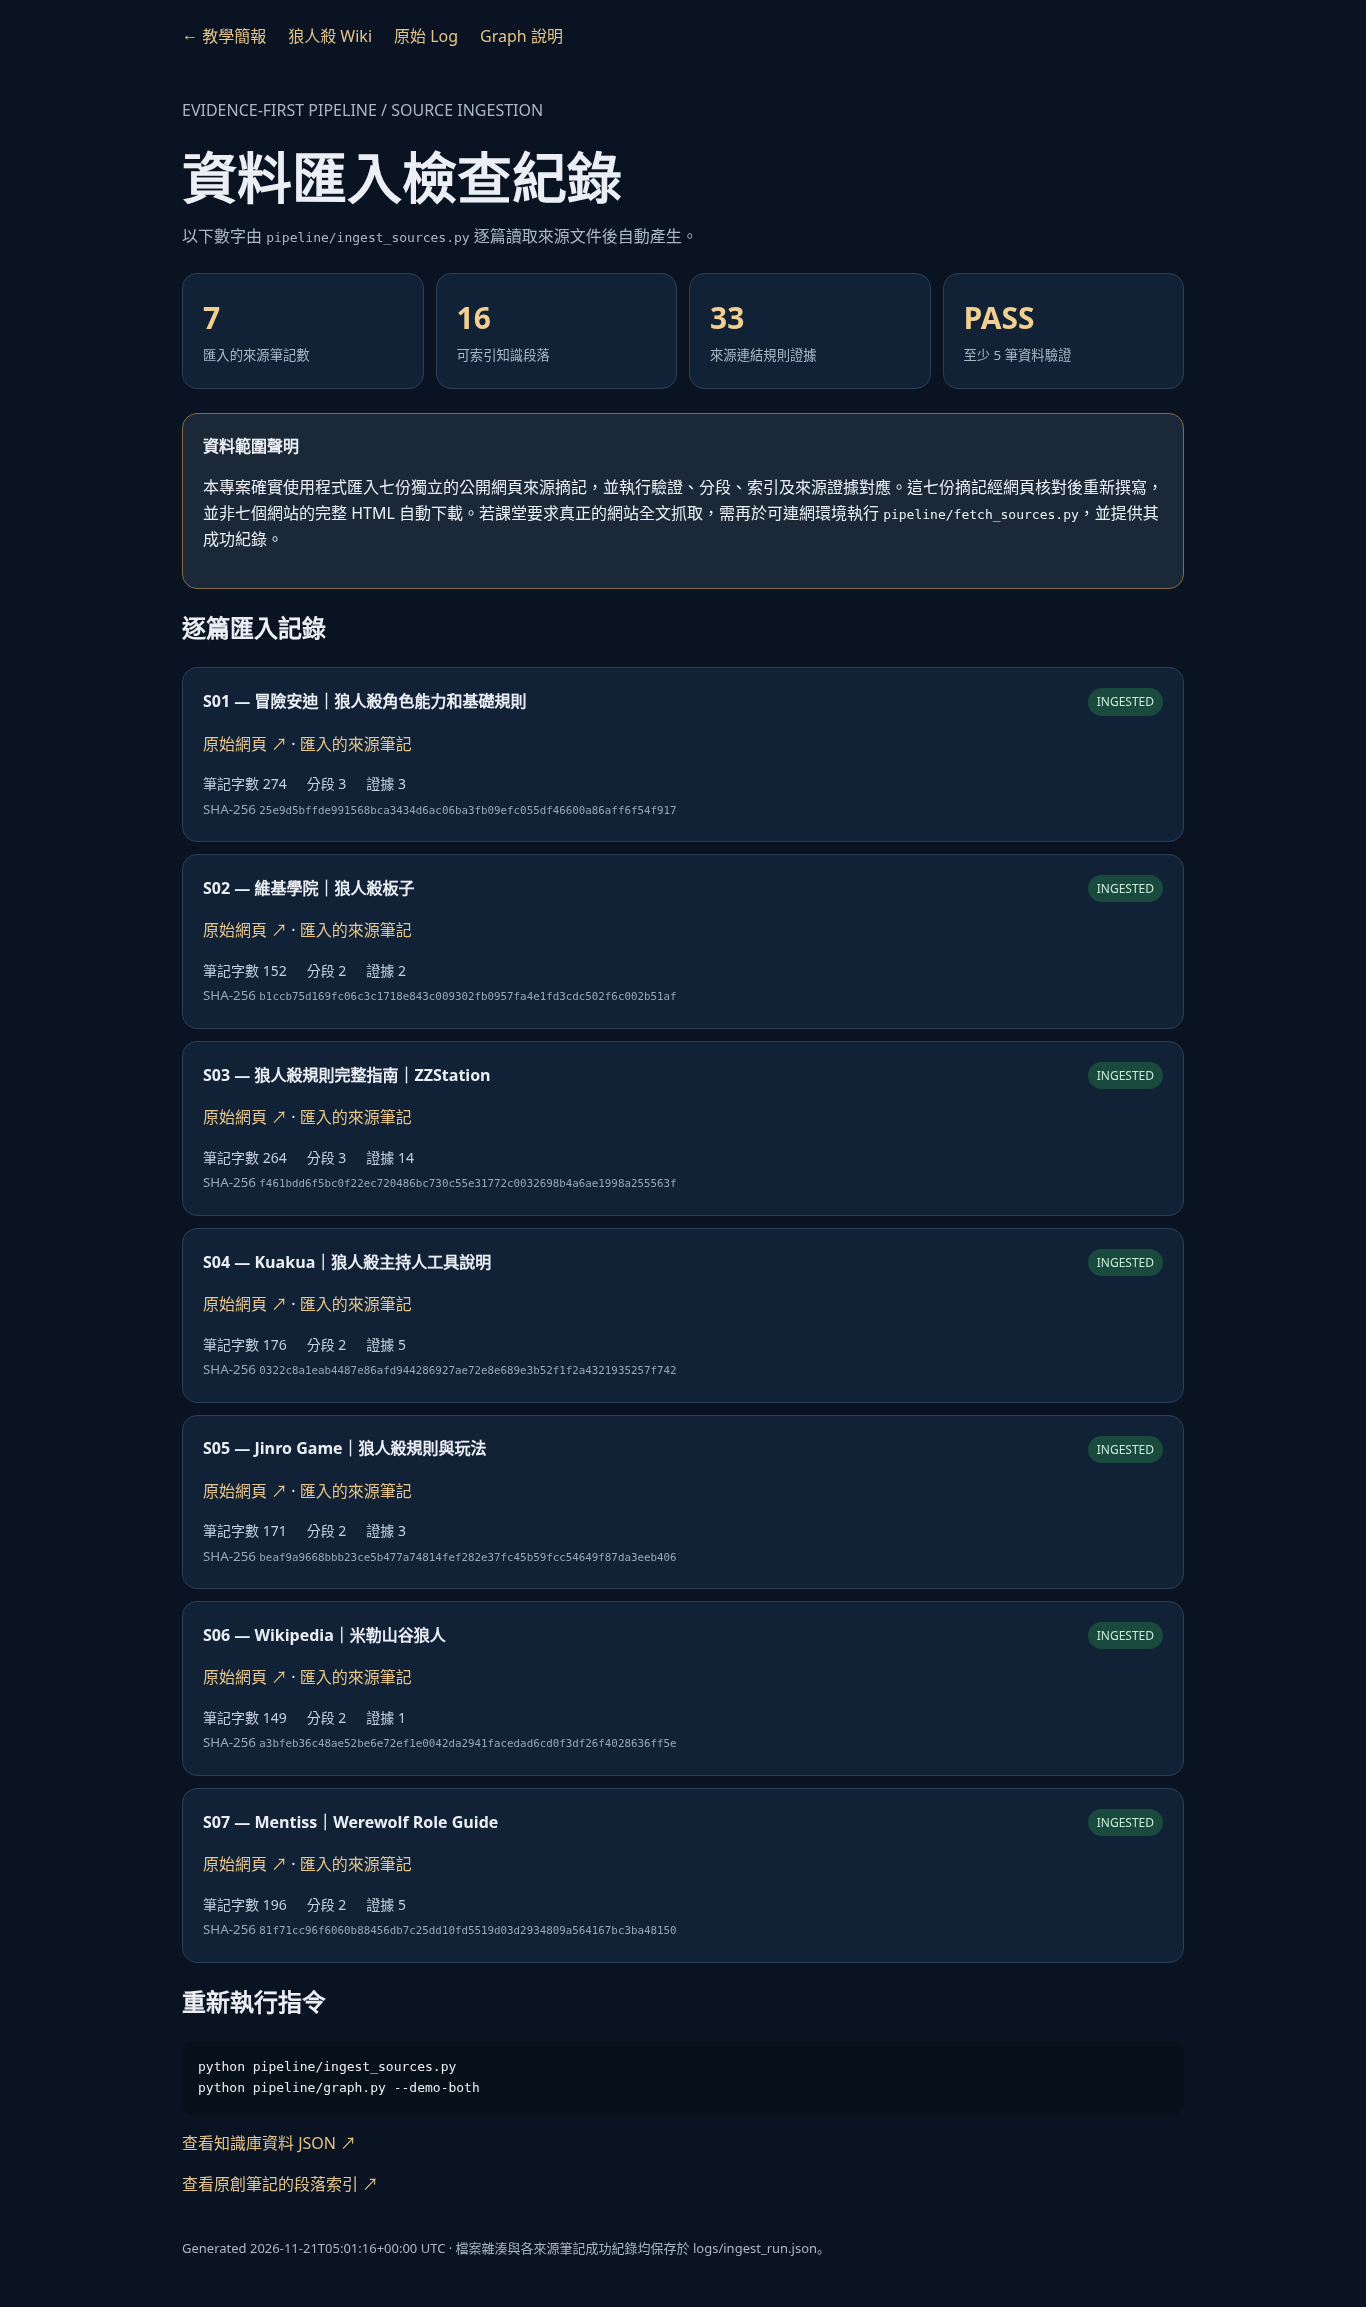 ← 教學簡報 狼人殺 Wiki 原始 Log Graph 說明
EVIDENCE-FIRST PIPELINE / SOURCE INGESTION
資料匯入檢查紀錄
以下數字由 pipeline/ingest_sources.py 逐篇讀取來源文件後自動產生。
7
匯入的來源筆記數
16
可索引知識段落
33
來源連結規則證據
PASS
至少 5 筆資料驗證
資料範圍聲明
本專案確實使用程式匯入七份獨立的公開網頁來源摘記，並執行驗證、分段、索引及來源證據對應。這七份摘記經網頁核對後重新撰寫，
並非七個網站的完整 HTML 自動下載。若課堂要求真正的網站全文抓取，需再於可連網環境執行 pipeline/fetch_sources.py，並提供其
成功紀錄。
逐篇匯入記錄
S01 — 冒險安迪｜狼人殺角色能力和基礎規則
INGESTED
原始網頁 ↗ · 匯入的來源筆記
筆記字數 274 分段 3 證據 3
SHA-256 25e9d5bffde991568bca3434d6ac06ba3fb09efc055df46600a86aff6f54f917
S02 — 維基學院｜狼人殺板子
INGESTED
原始網頁 ↗ · 匯入的來源筆記
筆記字數 152 分段 2 證據 2
SHA-256 b1ccb75d169fc06c3c1718e843c009302fb0957fa4e1fd3cdc502f6c002b51af
S03 — 狼人殺規則完整指南｜ZZStation
INGESTED
原始網頁 ↗ · 匯入的來源筆記
筆記字數 264 分段 3 證據 14
SHA-256 f461bdd6f5bc0f22ec720486bc730c55e31772c0032698b4a6ae1998a255563f
S04 — Kuakua｜狼人殺主持人工具說明
INGESTED
原始網頁 ↗ · 匯入的來源筆記
筆記字數 176 分段 2 證據 5
SHA-256 0322c8a1eab4487e86afd944286927ae72e8e689e3b52f1f2a4321935257f742
S05 — Jinro Game｜狼人殺規則與玩法
INGESTED
原始網頁 ↗ · 匯入的來源筆記
筆記字數 171 分段 2 證據 3
SHA-256 beaf9a9668bbb23ce5b477a74814fef282e37fc45b59fcc54649f87da3eeb406
S06 — Wikipedia｜米勒山谷狼人
INGESTED
原始網頁 ↗ · 匯入的來源筆記
筆記字數 149 分段 2 證據 1
SHA-256 a3bfeb36c48ae52be6e72ef1e0042da2941facedad6cd0f3df26f4028636ff5e
S07 — Mentiss｜Werewolf Role Guide
INGESTED
原始網頁 ↗ · 匯入的來源筆記
筆記字數 196 分段 2 證據 5
SHA-256 81f71cc96f6060b88456db7c25dd10fd5519d03d2934809a564167bc3ba48150
重新執行指令
python pipeline/ingest_sources.py
python pipeline/graph.py --demo-both
查看知識庫資料 JSON ↗
查看原創筆記的段落索引 ↗
Generated 2026-11-21T05:01:16+00:00 UTC · 檔案雜湊與各來源筆記成功紀錄均保存於 logs/ingest_run.json。